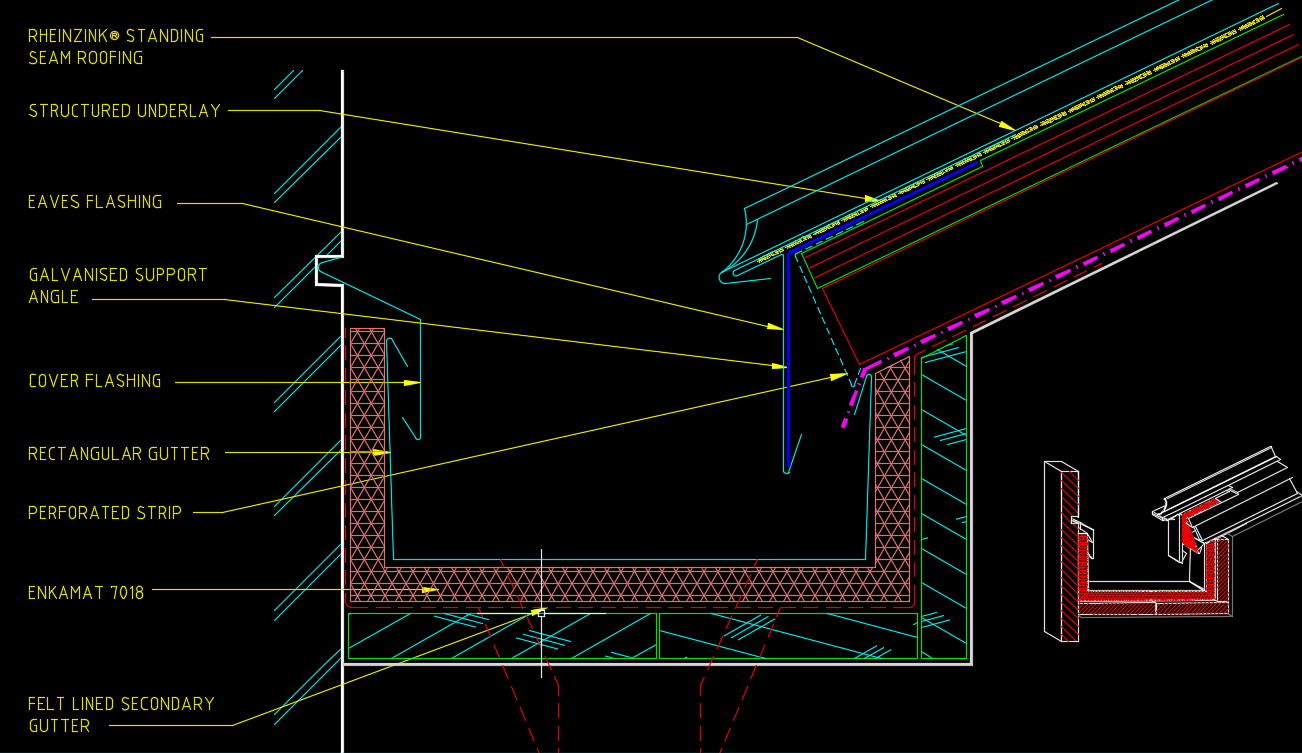 RHEINZINK® STANDING
SEAM ROOFING
STRUCTURED UNDERLAY
EAVES FLASHING
GALVANISED SUPPORT
ANGLE
COVER FLASHING
RECTANGULAR GUTTER
PERFORATED STRIP
ENKAMAT 7018
FELT LINED SECONDARY
GUTTER